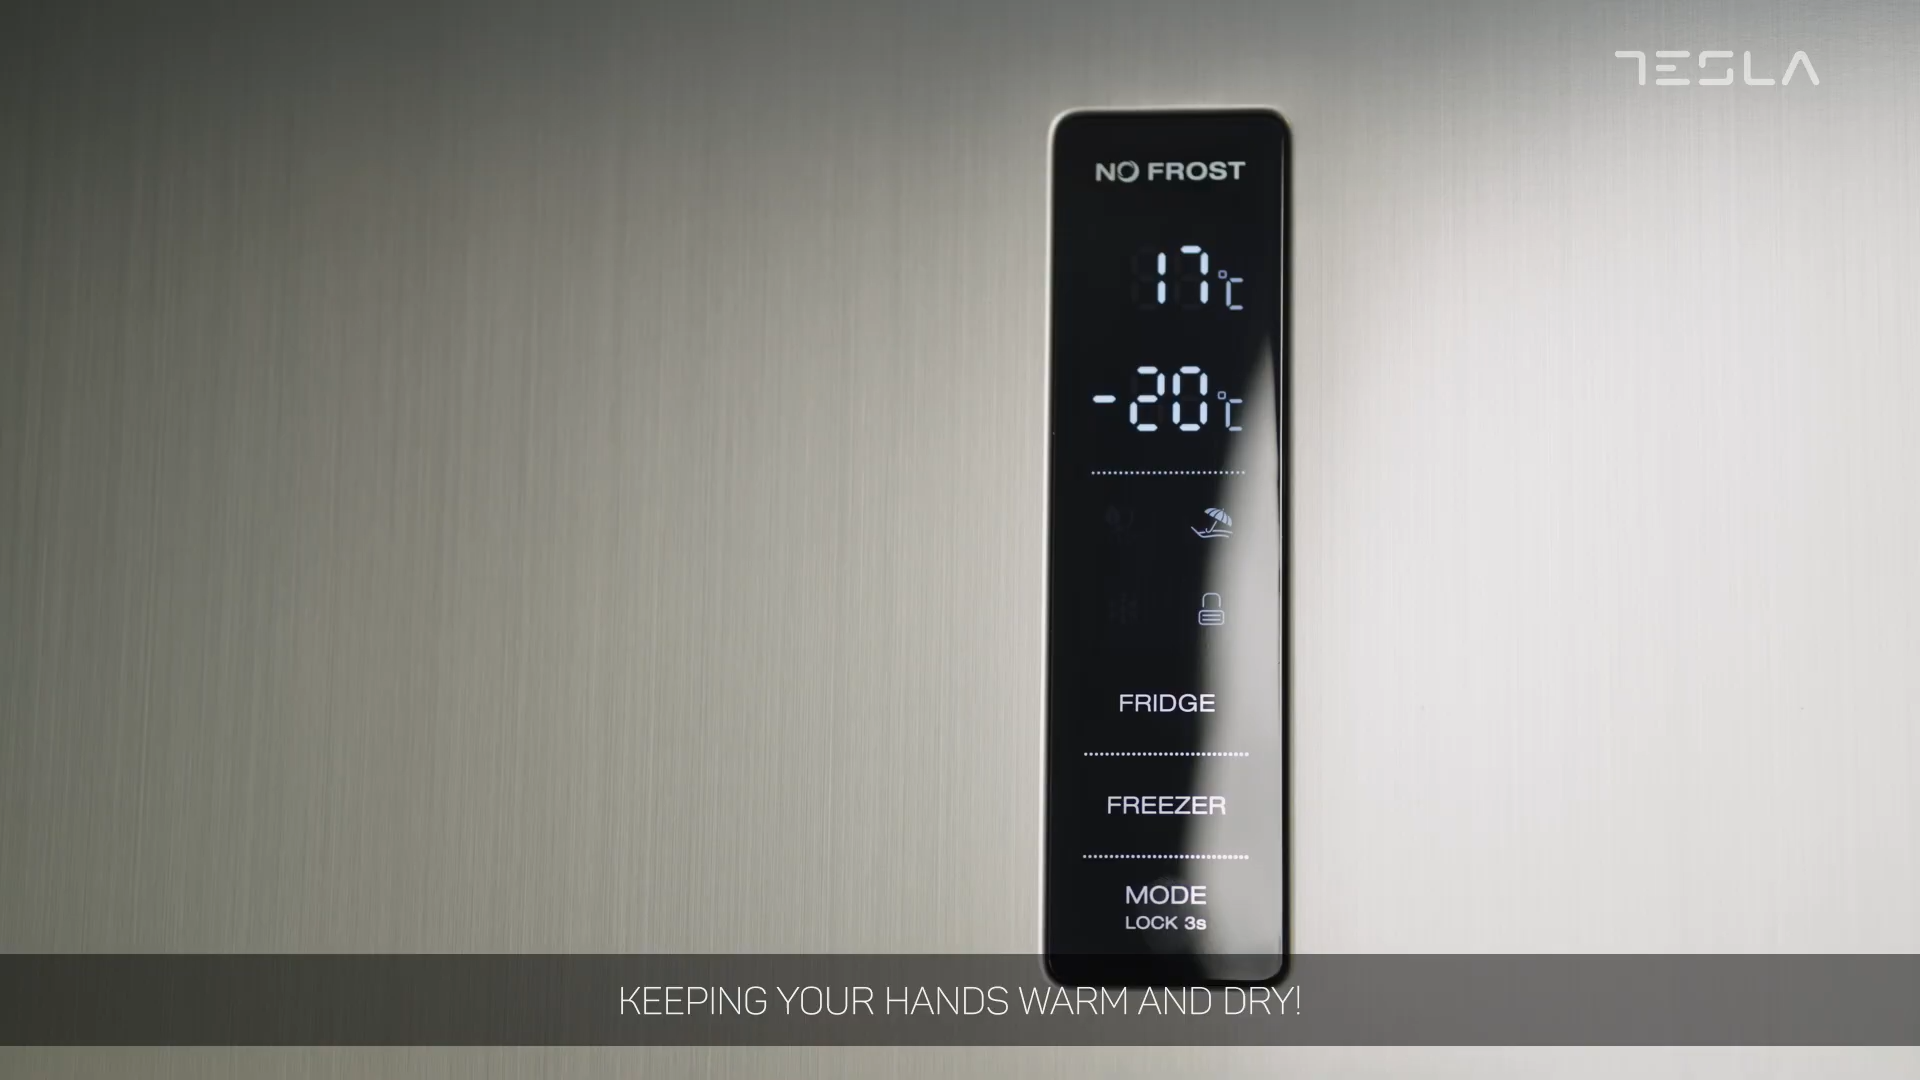 TESLA
NO FROST
17°C
-20°C
FRIDGE
FREEZER
MODE
LOCK 3s
KEEPING YOUR HANDS WARM AND DRY!